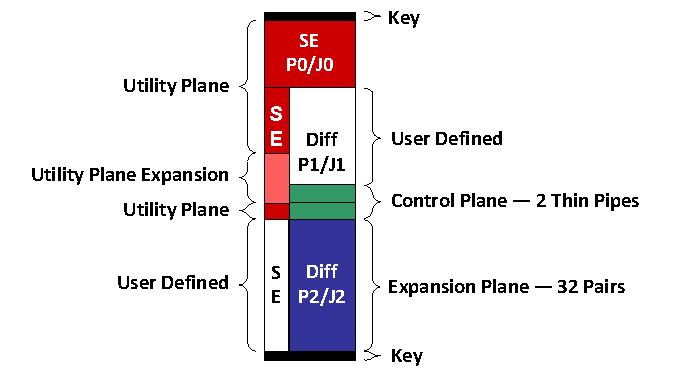 Key
SE
P0/J0
Utility Plane
S
E
Diff
P1/J1
User Defined
Utility Plane Expansion
Control Plane — 2 Thin Pipes
Utility Plane
User Defined
S
E
Diff
P2/J2
Expansion Plane — 32 Pairs
Key